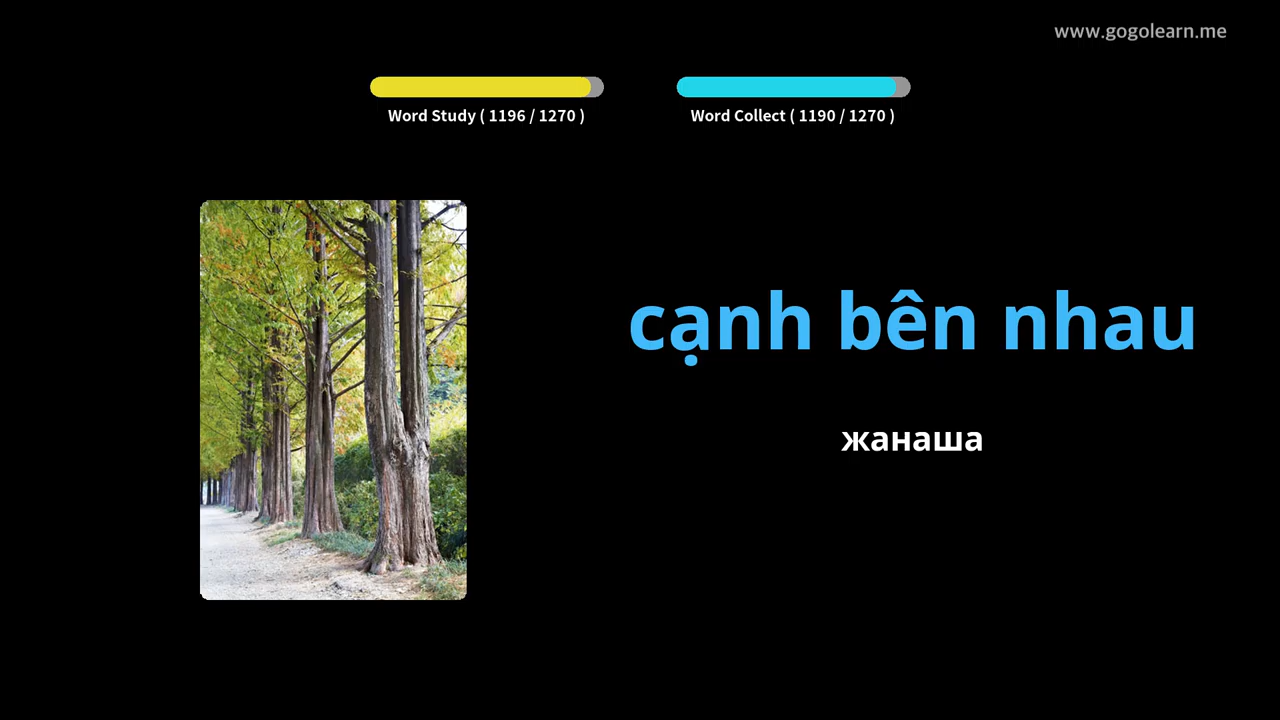 www.gogolearn.me
Word Study ( 1196 / 1270 )
Word Collect ( 1190 / 1270 )
cạnh bên nhau
жанаша